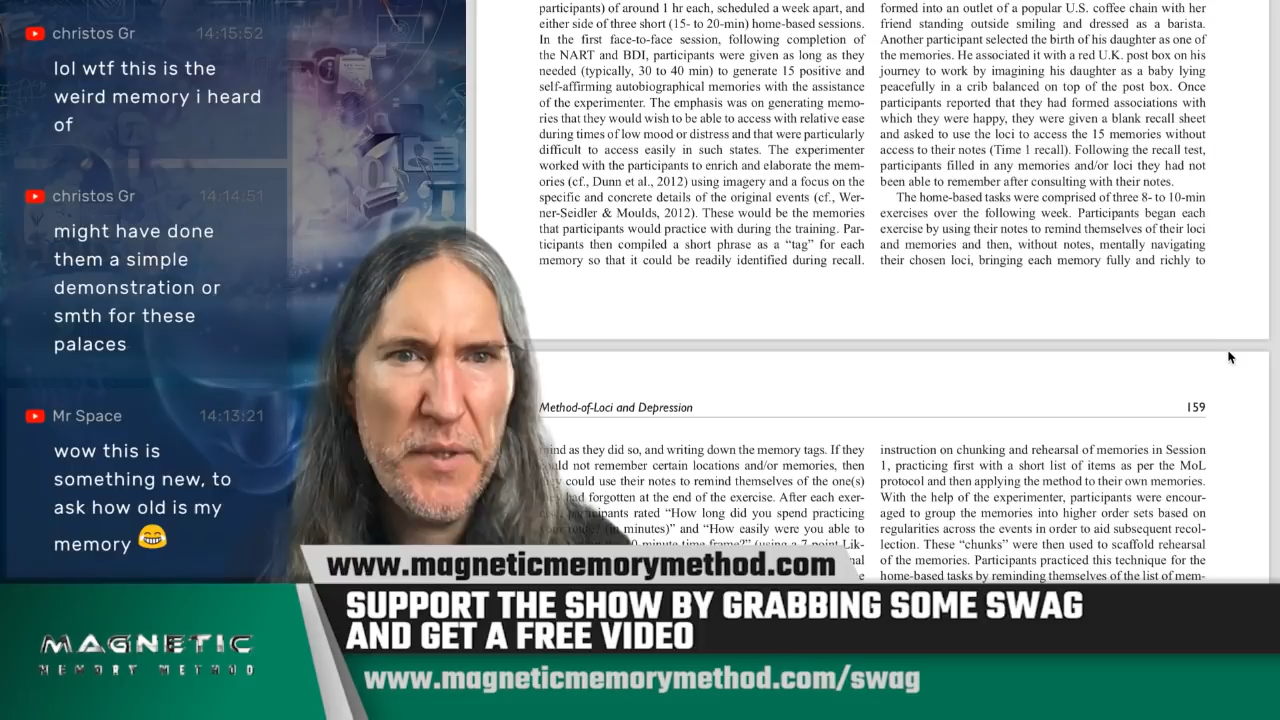 christos Gr 14:15:52
lol wtf this is the
weird memory i heard
of
christos Gr 14:14:51
might have done
them a simple
demonstration or
smth for these
palaces
Mr Space 14:13:21
wow this is
something new, to
ask how old is my
memory 😂
participants) of around 1 hr each, scheduled a week apart, and
either side of three short (15- to 20-min) home-based sessions.
In the first face-to-face session, following completion of
the NART and BDI, participants were given as long as they
needed (typically, 30 to 40 min) to generate 15 positive and
self-affirming autobiographical memories with the assistance
of the experimenter. The emphasis was on generating memo-
ries that they would wish to be able to access with relative ease
during times of low mood or distress and that were particularly
difficult to access easily in such states. The experimenter
worked with the participants to enrich and elaborate the mem-
ories (cf., Dunn et al., 2012) using imagery and a focus on the
specific and concrete details of the original events (cf., Wer-
ner-Seidler & Moulds, 2012). These would be the memories
that participants would practice with during the training. Par-
ticipants then compiled a short phrase as a “tag” for each
memory so that it could be readily identified during recall.
formed into an outlet of a popular U.S. coffee chain with her
friend standing outside smiling and dressed as a barista.
Another participant selected the birth of his daughter as one of
the memories. He associated it with a red U.K. post box on his
journey to work by imagining his daughter as a baby lying
peacefully in a crib balanced on top of the post box. Once
participants reported that they had formed associations with
which they were happy, they were given a blank recall sheet
and asked to use the loci to access the 15 memories without
access to their notes (Time 1 recall). Following the recall test,
participants filled in any memories and/or loci they had not
been able to remember after consulting with their notes.
The home-based tasks were comprised of three 8- to 10-min
exercises over the following week. Participants began each
exercise by using their notes to remind themselves of their loci
and memories and then, without notes, mentally navigating
their chosen loci, bringing each memory fully and richly to
Method-of-Loci and Depression 159
as they did so, and writing down the memory tags. If they
not remember certain locations and/or memories, then
could use their notes to remind themselves of the one(s)
had forgotten at the end of the exercise. After each exer-
participants rated “How long did you spend practicing
(in minutes)” and “How easily were you able to
minute time frame?” (using a 7-point Lik-
instruction on chunking and rehearsal of memories in Session
1, practicing first with a short list of items as per the MoL
protocol and then applying the method to their own memories.
With the help of the experimenter, participants were encour-
aged to group the memories into higher order sets based on
regularities across the events in order to aid subsequent recol-
lection. These “chunks” were then used to scaffold rehearsal
of the memories. Participants practiced this technique for the
home-based tasks by reminding themselves of the list of mem-
www.magneticmemorymethod.com
SUPPORT THE SHOW BY GRABBING SOME SWAG
AND GET A FREE VIDEO
www.magneticmemorymethod.com/swag
MAGNETIC
MEMORY METHOD